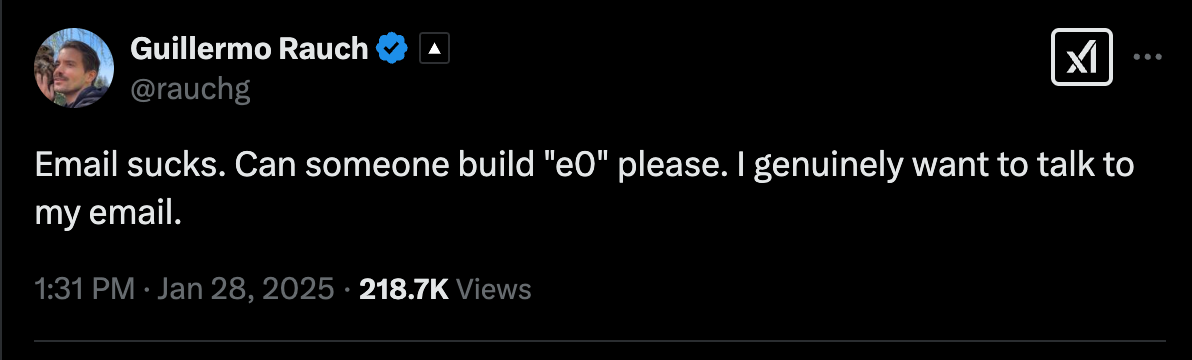 Guillermo Rauch
@rauchg
Email sucks. Can someone build "e0" please. I genuinely want to talk to
my email.
1:31 PM · Jan 28, 2025 · 218.7K Views